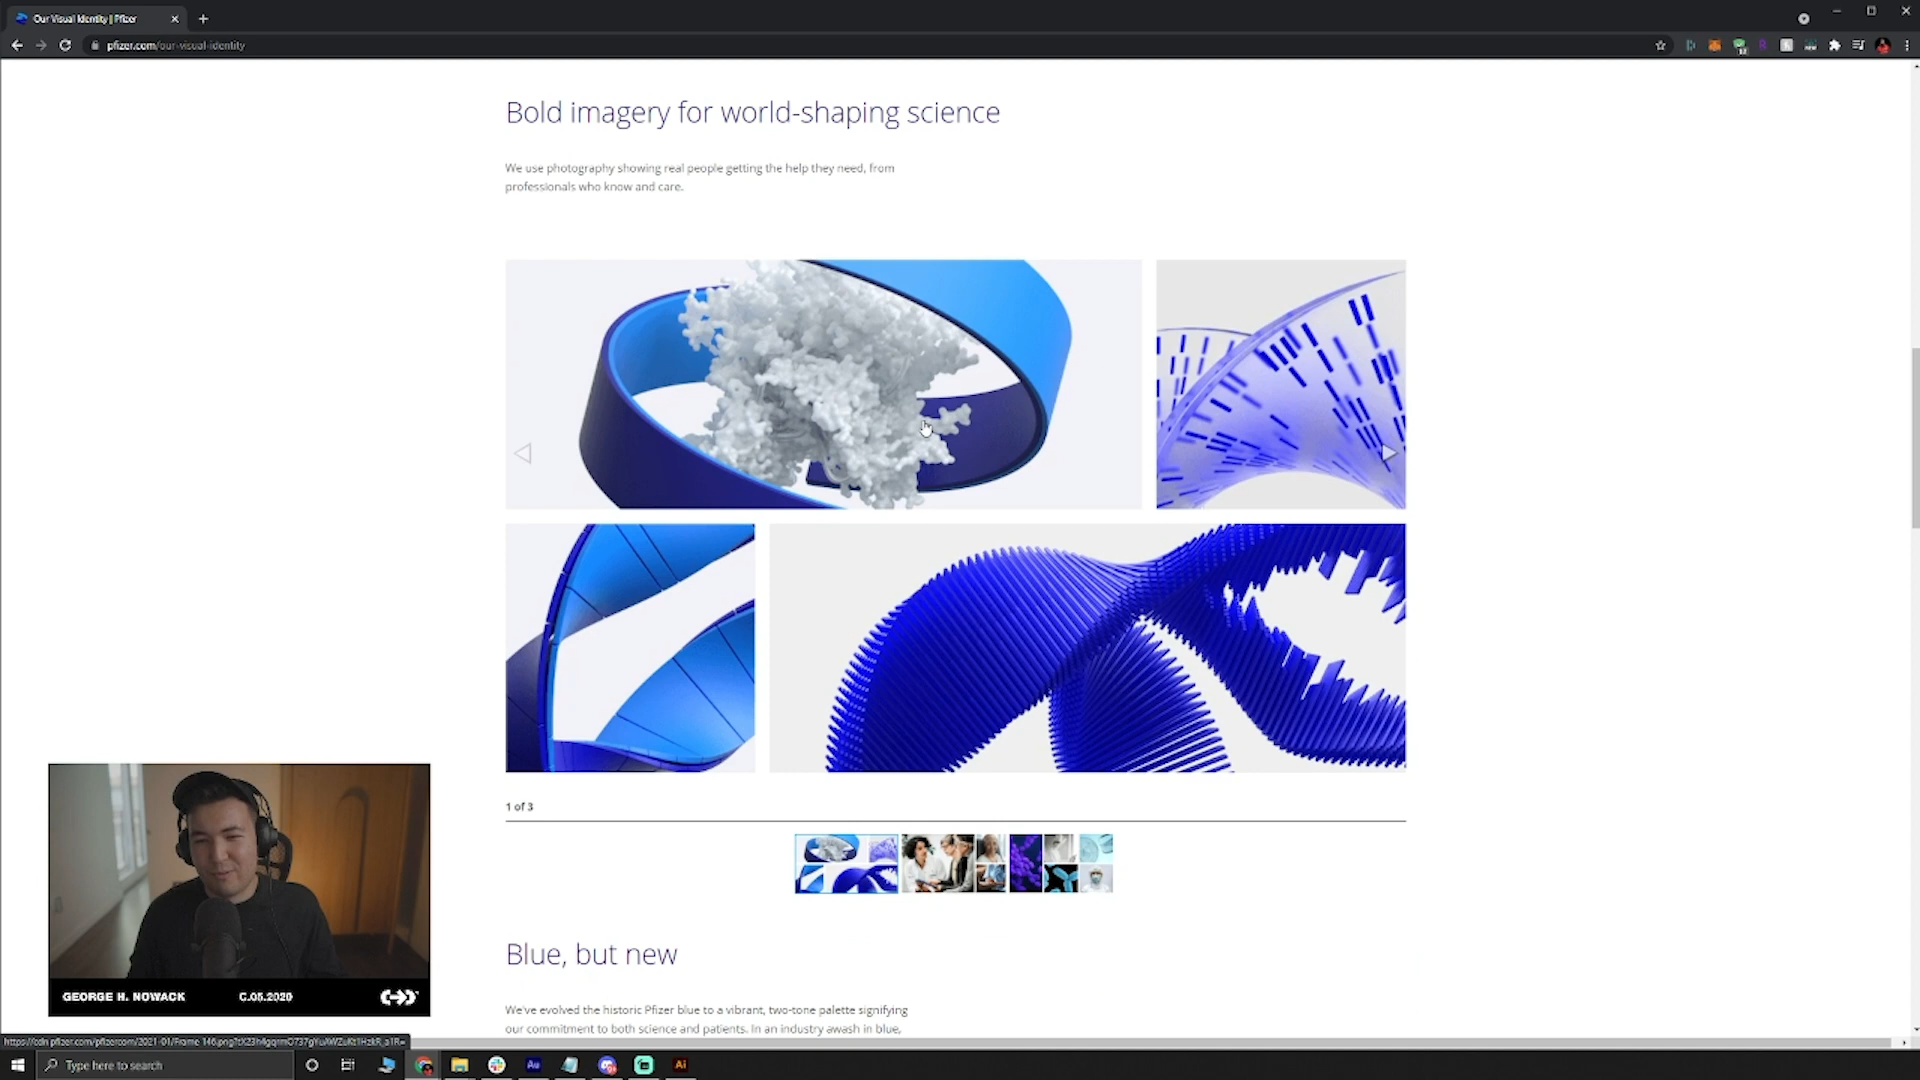 Our Visual Identity | Pfizer
pfizer.com/our-visual-identity
Bold imagery for world-shaping science
We use photography showing real people getting the help they need, from
professionals who know and care.
1 of 3
Blue, but new
We've evolved the historic Pfizer blue to a vibrant, two-tone palette signifying
our commitment to both science and patients. In an industry awash in blue,
GEORGE H. NOWACK
C.05.2020
Type here to search
Au
Ai